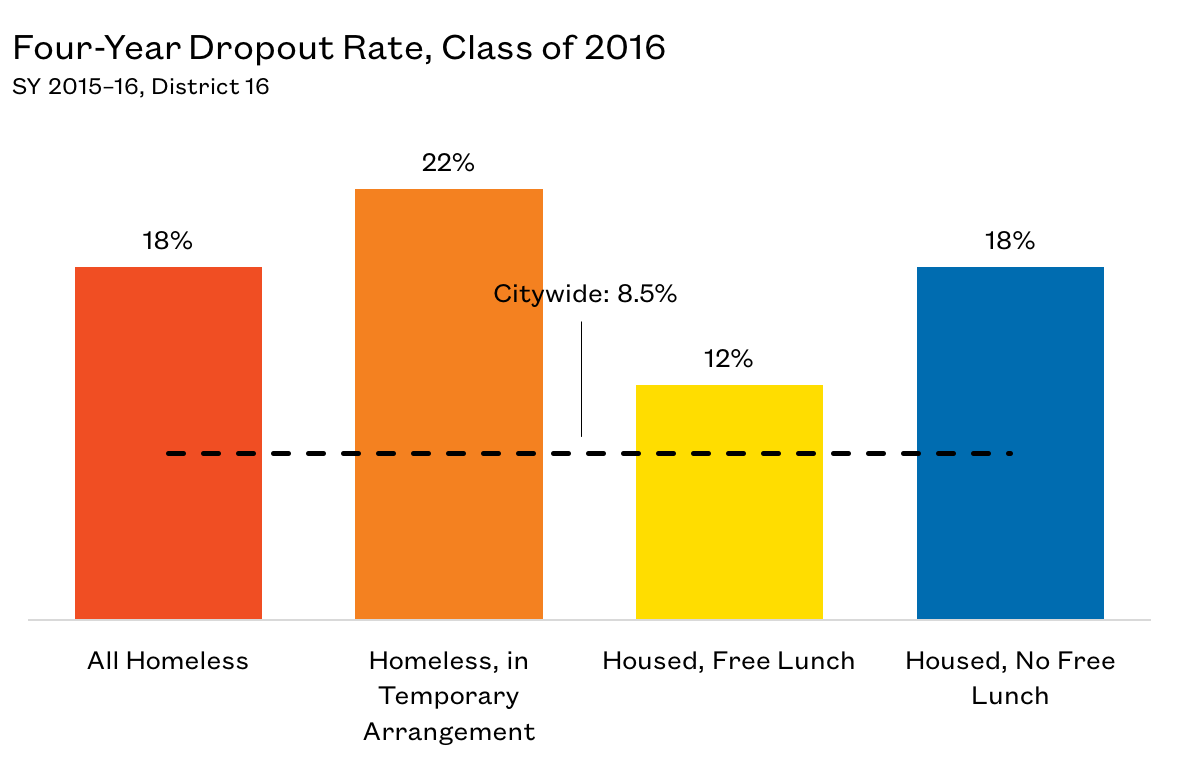 Four-Year Dropout Rate, Class of 2016
SY 2015–16, District 16
22%
18%
18%
Citywide: 8.5%
12%
All Homeless
Homeless, in
Temporary
Arrangement
Housed, Free Lunch
Housed, No Free
Lunch